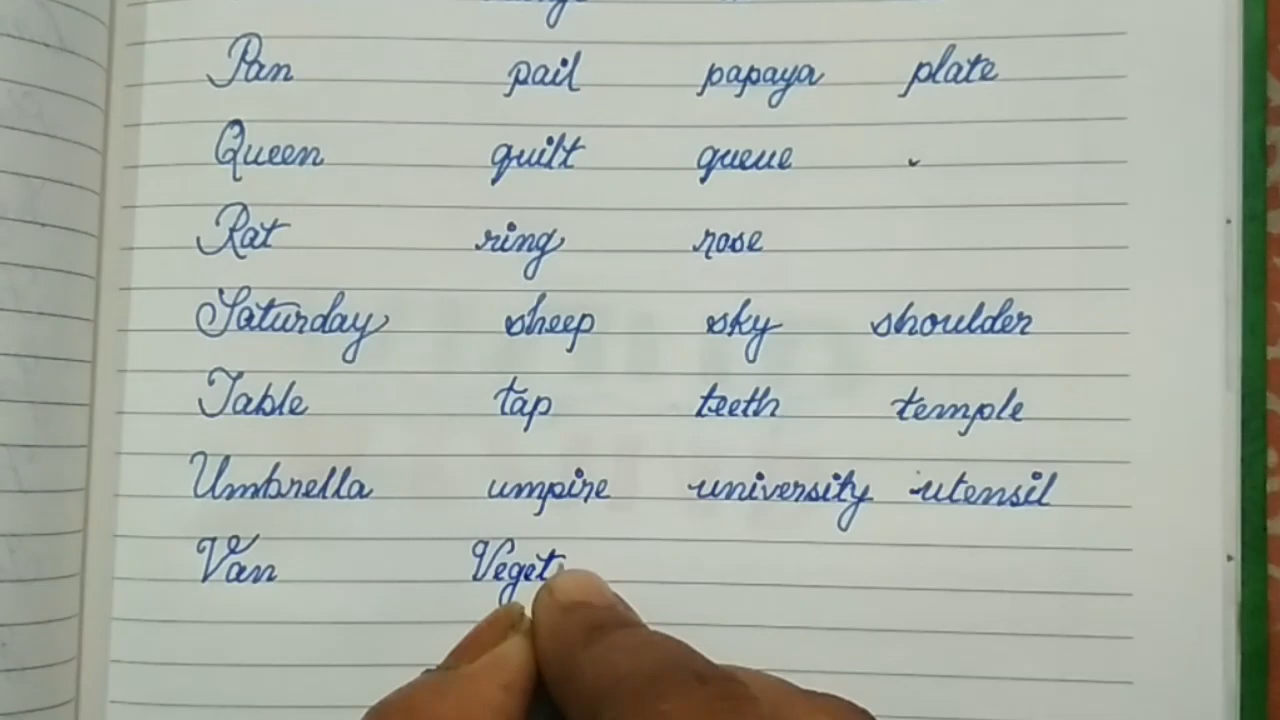 Pan pail papaya plate
Queen quilt queue
Rat ring rose
Saturday sheep sky shoulder
Table tap teeth temple
Umbrella umpire university utensil
Van Veget